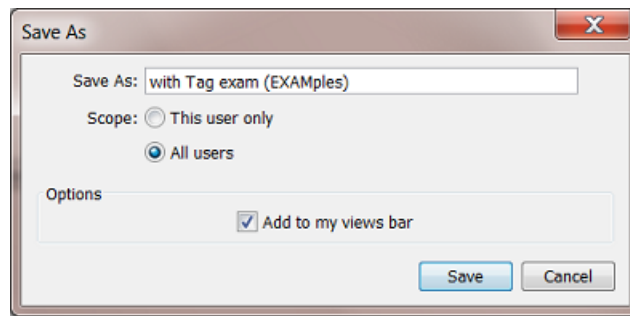 Save As
Save As: with Tag exam (EXAMples)
Scope: This user only
All users
Options
Add to my views bar
Save Cancel